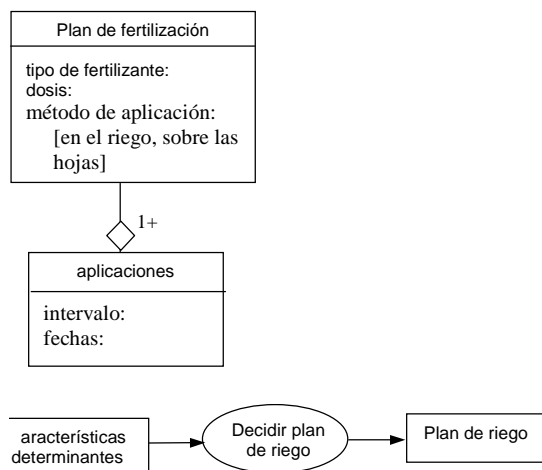 Plan de fertilización
tipo de fertilizante:
dosis:
método de aplicación:
[en el riego, sobre las
hojas]
1+
aplicaciones
intervalo:
fechas:
aracterísticas
determinantes
Decidir plan
de riego
Plan de riego